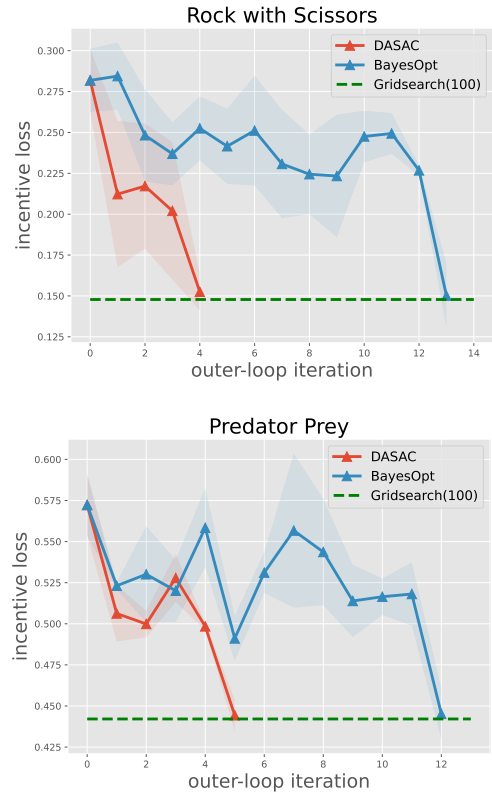 Rock with Scissors
DASAC
BayesOpt
Gridsearch(100)
incentive loss
0.300
0.275
0.250
0.225
0.200
0.175
0.150
0.125
0 2 4 6 8 10 12 14
outer-loop iteration
Predator Prey
DASAC
BayesOpt
Gridsearch(100)
incentive loss
0.600
0.575
0.550
0.525
0.500
0.475
0.450
0.425
0 2 4 6 8 10 12
outer-loop iteration